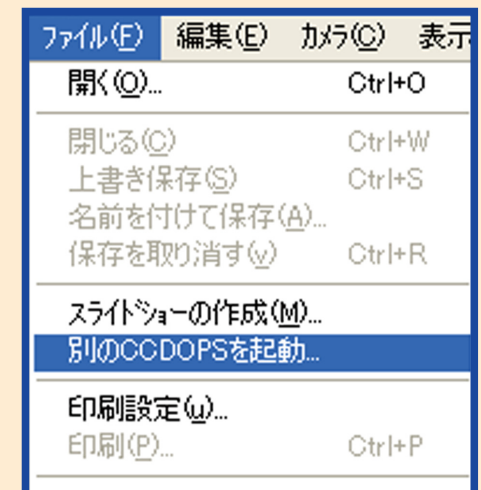 ファイル(F) 編集(E) カメラ(C) 表示
開く(O)... Ctrl+O
閉じる(C) Ctrl+W
上書き保存(S) Ctrl+S
名前を付けて保存(A)...
保存を取り消す(v) Ctrl+R
スライドショーの作成(M)...
別のCCDOPSを起動...
印刷設定(u)...
印刷(P)... Ctrl+P